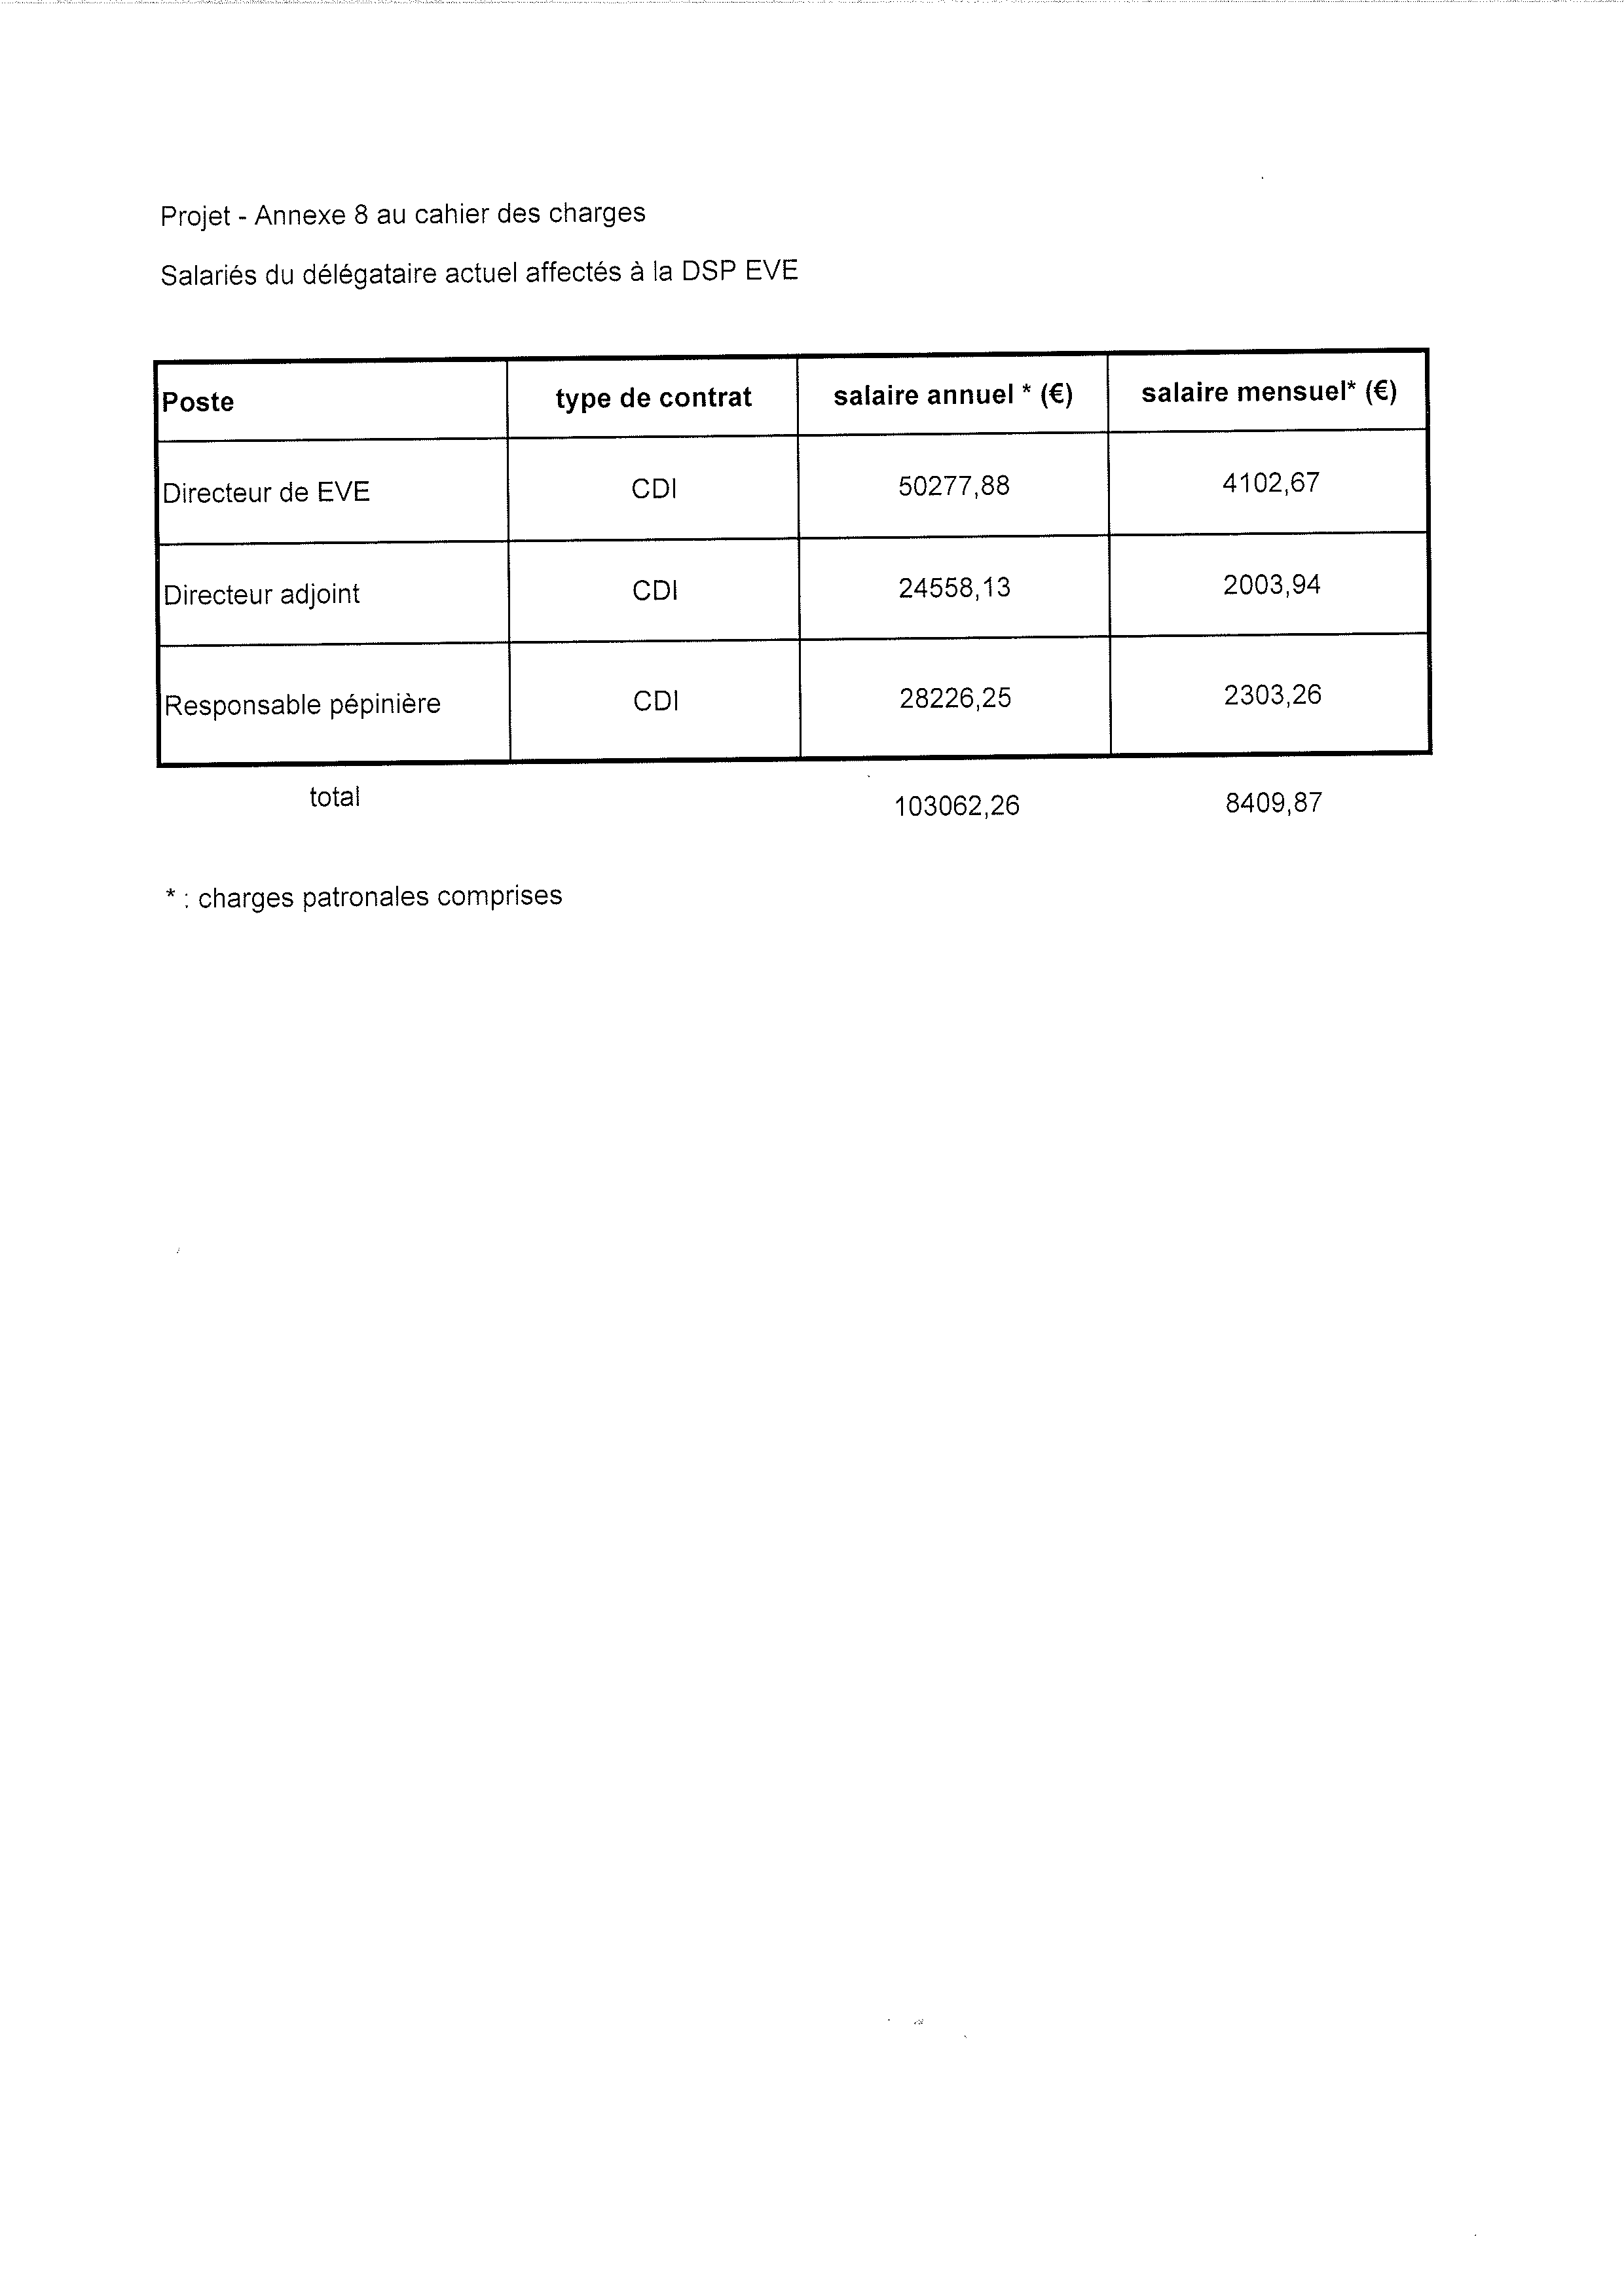 Projet - Annexe 8 au cahier des charges
Salariés du délégataire actuel affectés à la DSP EVE
Poste type de contrat salaire annuel * (€) salaire mensuel* (€)
Directeur de EVE CDI 50277,88 4102,67
Directeur adjoint CDI 24558,13 2003,94
Responsable pépinière CDI 28226,25 2303,26
total 103062,26 8409,87
* : charges patronales comprises